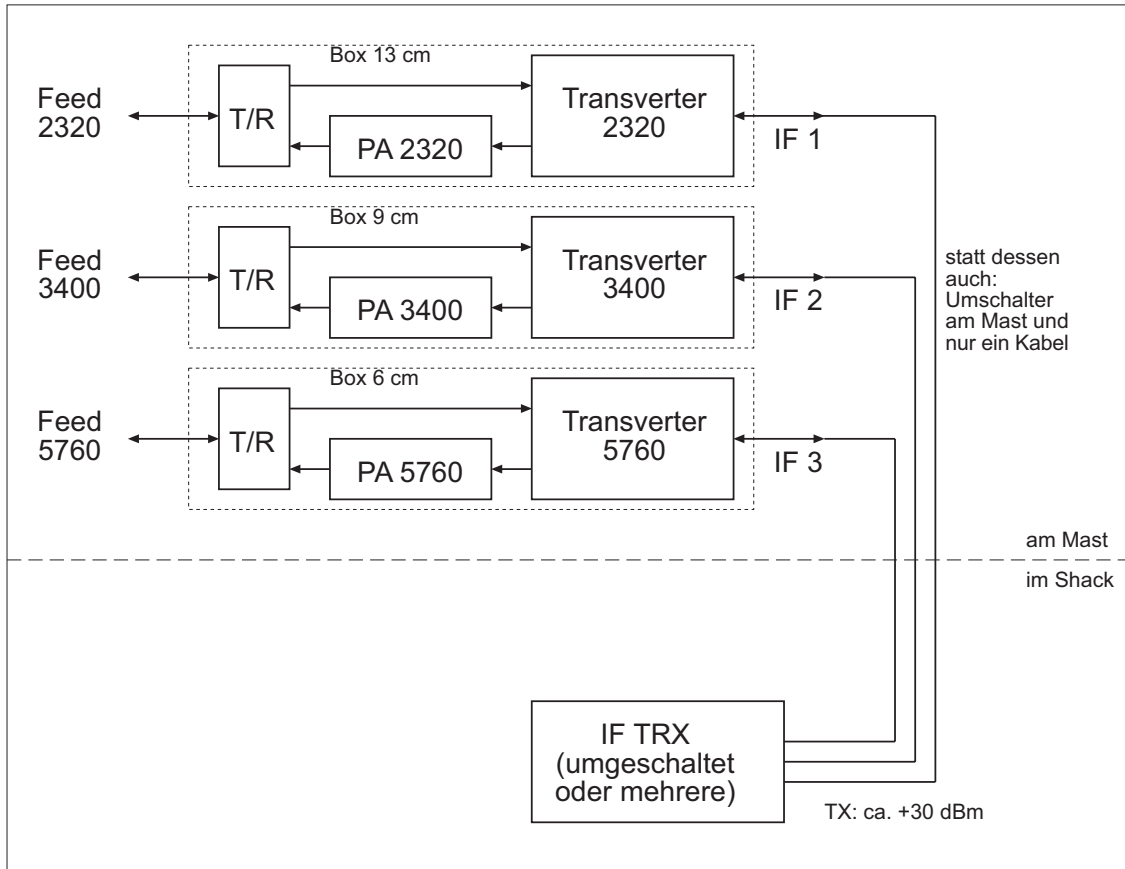 Box 13 cm
Feed
2320
T/R
PA 2320
Transverter
2320
IF 1
Box 9 cm
Feed
3400
T/R
PA 3400
Transverter
3400
IF 2
statt dessen
auch:
Umschalter
am Mast und
nur ein Kabel
Box 6 cm
Feed
5760
T/R
PA 5760
Transverter
5760
IF 3
am Mast
im Shack
IF TRX
(umgeschaltet
oder mehrere)
TX: ca. +30 dBm